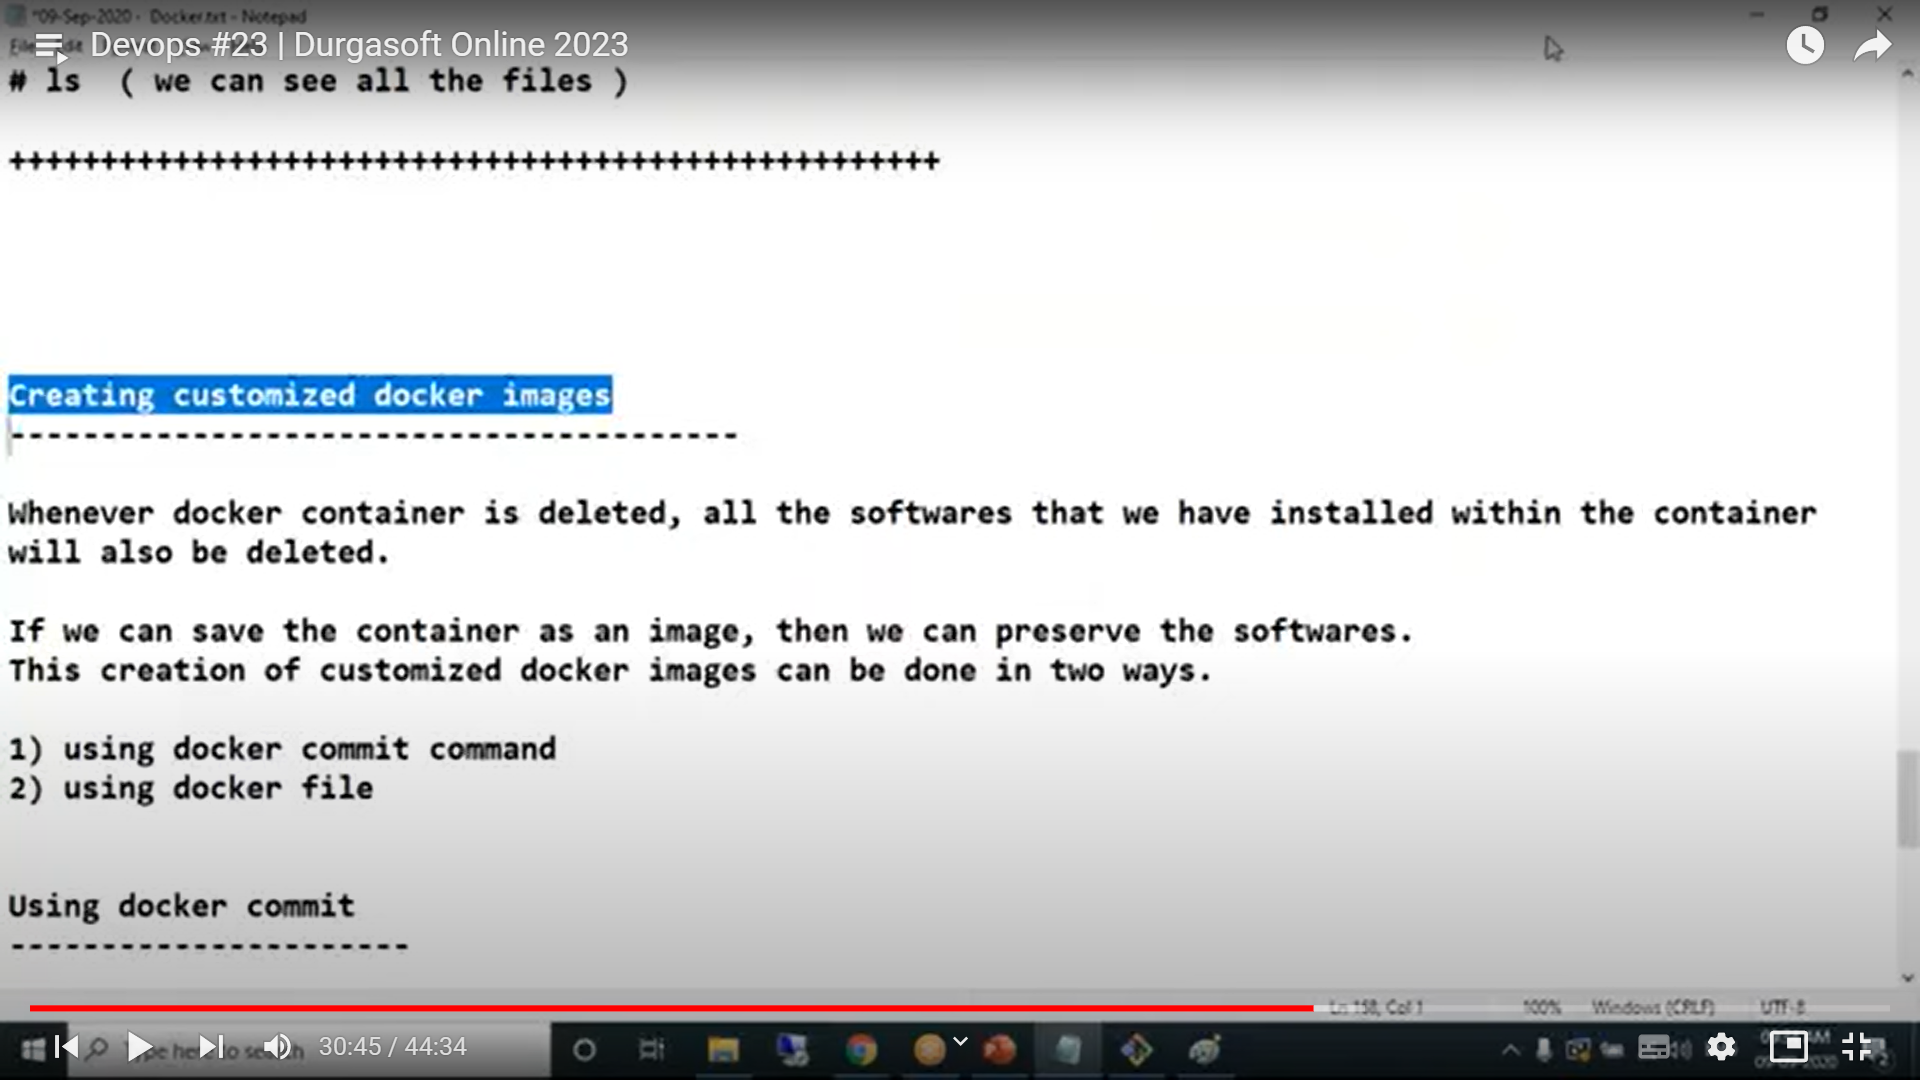 *09-Sep-2020 - Docker.txt - Notepad
Devops #23 | Durgasoft Online 2023
# ls  ( we can see all the files )
+++++++++++++++++++++++++++++++++++++++++++++++++++
Creating customized docker images
----------------------------------------
Whenever docker container is deleted, all the softwares that we have installed within the container
will also be deleted.
If we can save the container as an image, then we can preserve the softwares.
This creation of customized docker images can be done in two ways.
1) using docker commit command
2) using docker file
Using docker commit
----------------------
Ln 158, Col 1
100%
Windows (CRLF)
UTF-8
Type here to search
30:45 / 44:34